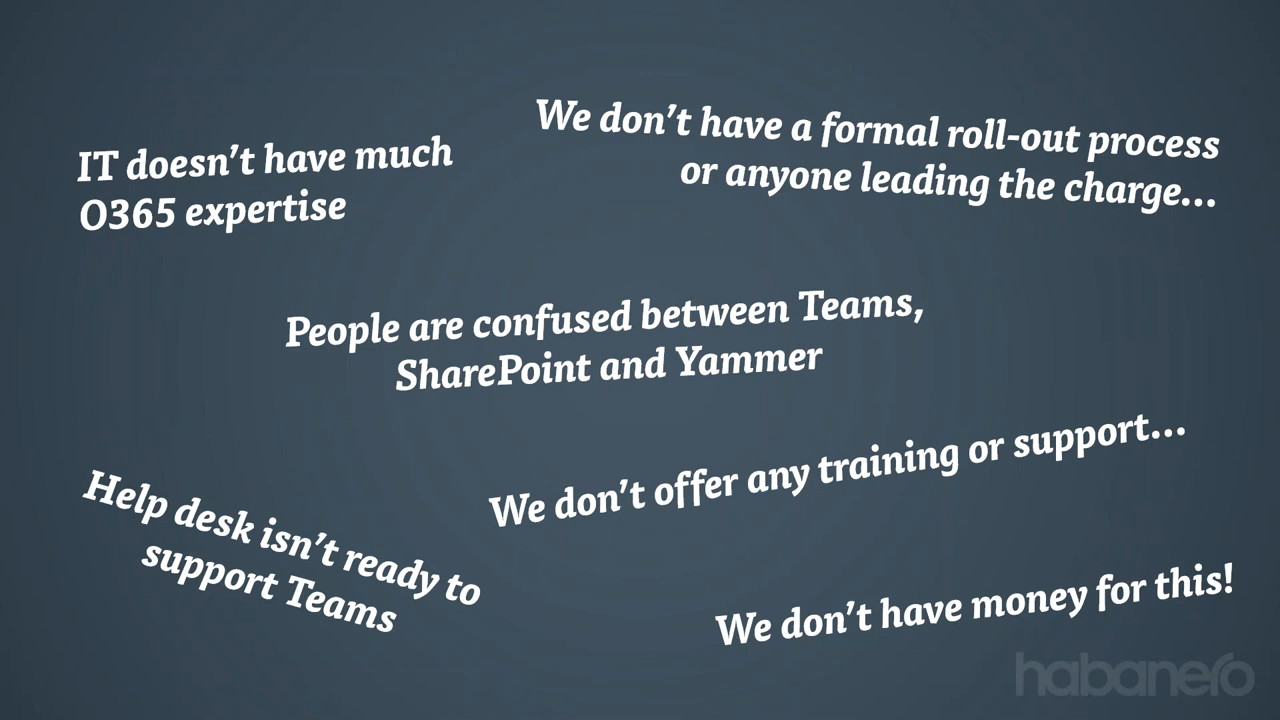 IT doesn't have much
O365 expertise
We don't have a formal roll-out process
or anyone leading the charge...
People are confused between Teams,
SharePoint and Yammer
We don't offer any training or support...
Help desk isn't ready to
support Teams
We don't have money for this!
habanero